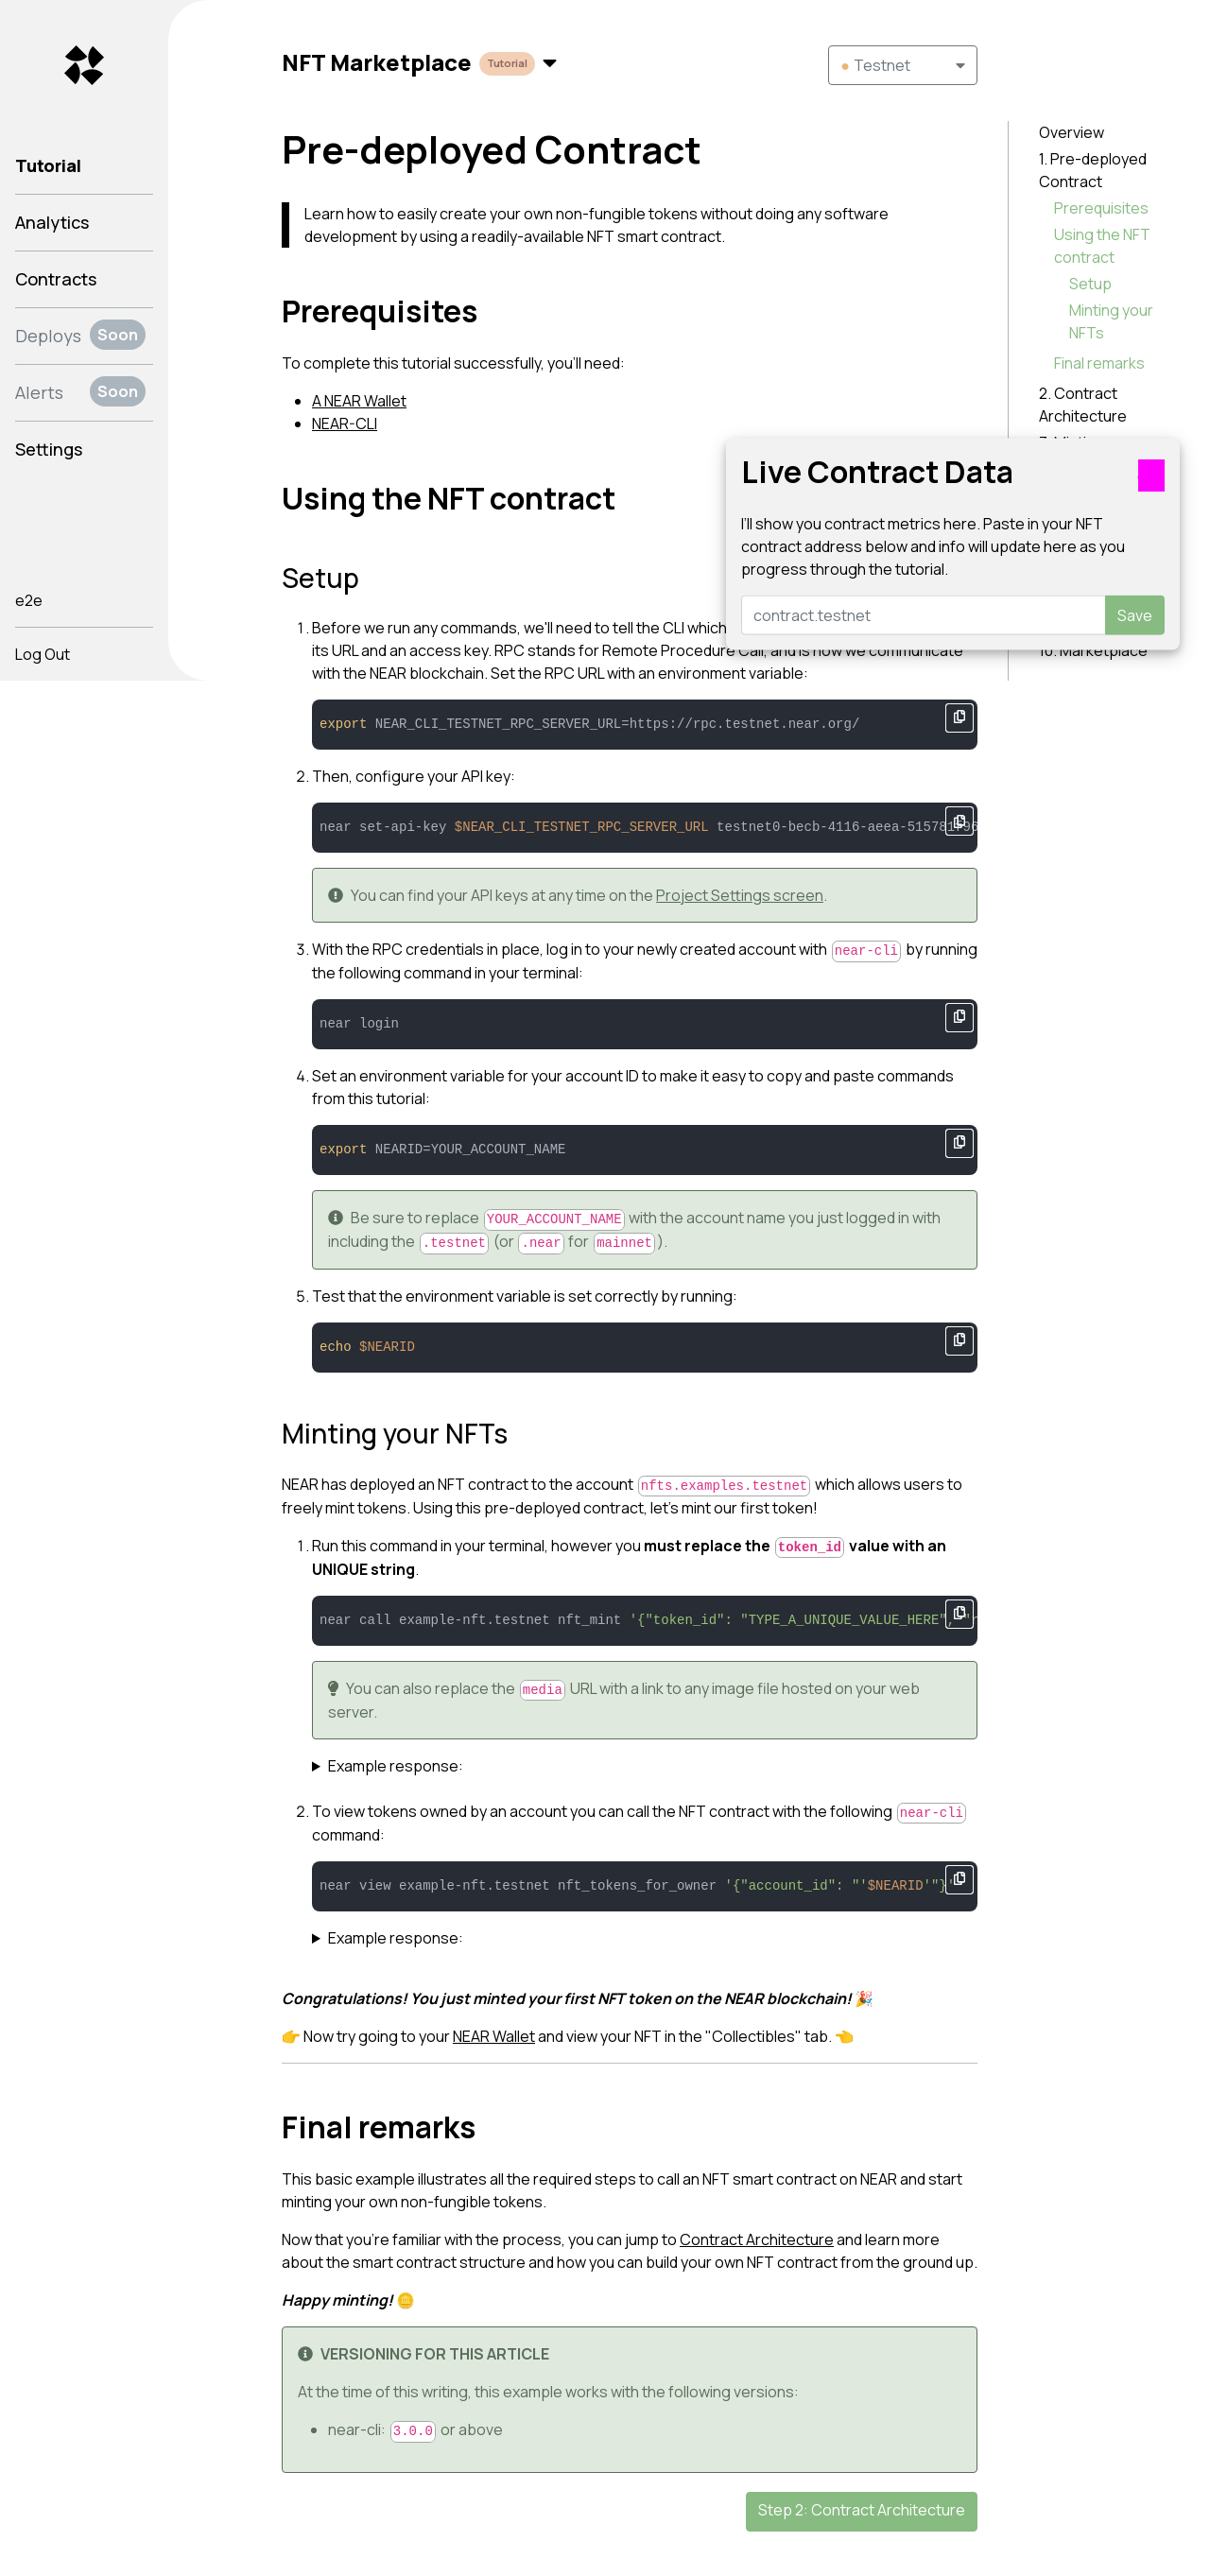 Tutorial
Analytics
Contracts
Deploys Soon
Alerts Soon
Settings
e2e
Log Out
NFT Marketplace Tutorial
Testnet
Pre-deployed Contract
Learn how to easily create your own non-fungible tokens without doing any software
development by using a readily-available NFT smart contract.
Prerequisites
To complete this tutorial successfully, you'll need:
A NEAR Wallet
NEAR-CLI
Using the NFT contract
Setup
1. Before we run any commands, we'll need to tell the CLI which
its URL and an access key. RPC stands for Remote Procedure Call, and is how we communicate
with the NEAR blockchain. Set the RPC URL with an environment variable:
export NEAR_CLI_TESTNET_RPC_SERVER_URL=https://rpc.testnet.near.org/
2. Then, configure your API key:
near set-api-key $NEAR_CLI_TESTNET_RPC_SERVER_URL testnet0-becb-4116-aeea-515781f96
You can find your API keys at any time on the Project Settings screen.
3. With the RPC credentials in place, log in to your newly created account with near-cli by running
the following command in your terminal:
near login
4. Set an environment variable for your account ID to make it easy to copy and paste commands
from this tutorial:
export NEARID=YOUR_ACCOUNT_NAME
Be sure to replace YOUR_ACCOUNT_NAME with the account name you just logged in with
including the .testnet (or .near for mainnet).
5. Test that the environment variable is set correctly by running:
echo $NEARID
Minting your NFTs
NEAR has deployed an NFT contract to the account nfts.examples.testnet which allows users to
freely mint tokens. Using this pre-deployed contract, let's mint our first token!
1. Run this command in your terminal, however you must replace the token_id value with an
UNIQUE string.
near call example-nft.testnet nft_mint '{"token_id": "TYPE_A_UNIQUE_VALUE_HERE", "r
You can also replace the media URL with a link to any image file hosted on your web
server.
Example response:
2. To view tokens owned by an account you can call the NFT contract with the following near-cli
command:
near view example-nft.testnet nft_tokens_for_owner '{"account_id": "'$NEARID'"}'
Example response:
Congratulations! You just minted your first NFT token on the NEAR blockchain! 🎉
👉 Now try going to your NEAR Wallet and view your NFT in the "Collectibles" tab. 👈
Final remarks
This basic example illustrates all the required steps to call an NFT smart contract on NEAR and start
minting your own non-fungible tokens.
Now that you're familiar with the process, you can jump to Contract Architecture and learn more
about the smart contract structure and how you can build your own NFT contract from the ground up.
Happy minting! 🪙
VERSIONING FOR THIS ARTICLE
At the time of this writing, this example works with the following versions:
near-cli: 3.0.0 or above
Step 2: Contract Architecture
Overview
1. Pre-deployed
Contract
Prerequisites
Using the NFT
contract
Setup
Minting your
NFTs
Final remarks
2. Contract
Architecture
10. Marketplace
Live Contract Data
I'll show you contract metrics here. Paste in your NFT
contract address below and info will update here as you
progress through the tutorial.
contract.testnet
Save